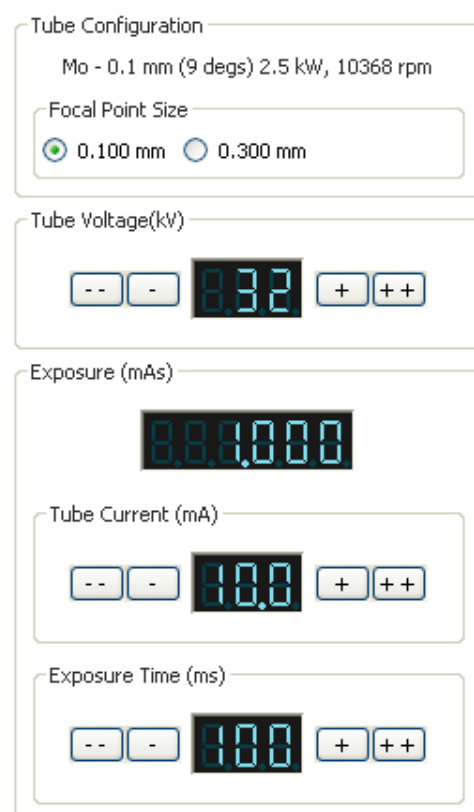 Tube Configuration
Mo - 0.1 mm (9 degs) 2.5 kW, 10368 rpm
Focal Point Size
0.100 mm 0.300 mm
Tube Voltage(kV)
-- - 32 + ++
Exposure (mAs)
1.000
Tube Current (mA)
-- - 10.0 + ++
Exposure Time (ms)
-- - 100 + ++